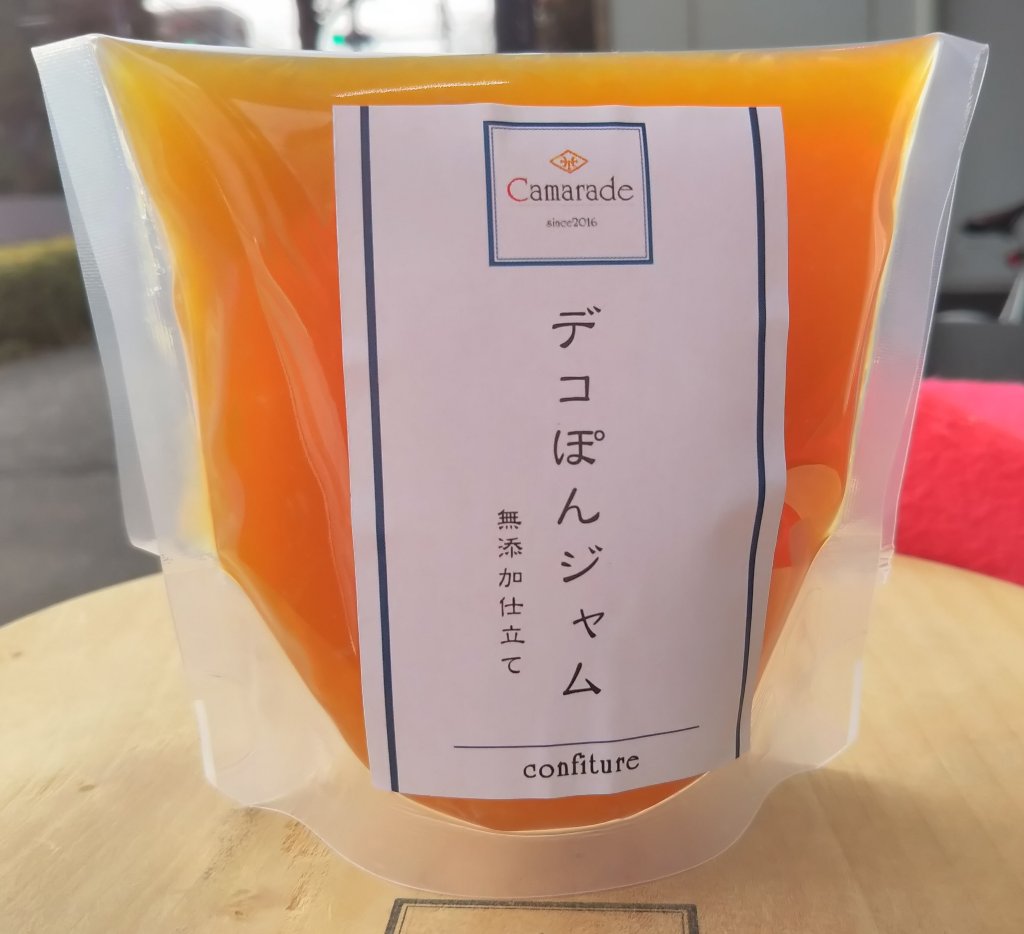 Camarade
since2016
デコぽんジャム
無添加仕立て
confiture